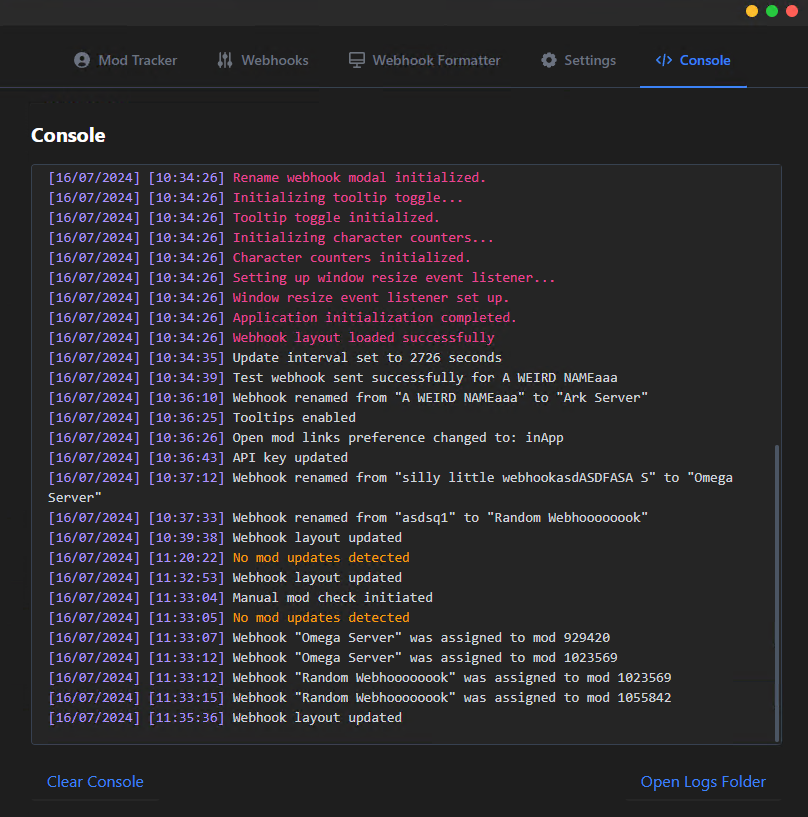 Mod Tracker
Webhooks
Webhook Formatter
Settings
</> Console
Console
[16/07/2024] [10:34:26] Rename webhook modal initialized.
[16/07/2024] [10:34:26] Initializing tooltip toggle...
[16/07/2024] [10:34:26] Tooltip toggle initialized.
[16/07/2024] [10:34:26] Initializing character counters...
[16/07/2024] [10:34:26] Character counters initialized.
[16/07/2024] [10:34:26] Setting up window resize event listener...
[16/07/2024] [10:34:26] Window resize event listener set up.
[16/07/2024] [10:34:26] Application initialization completed.
[16/07/2024] [10:34:26] Webhook layout loaded successfully
[16/07/2024] [10:34:35] Update interval set to 2726 seconds
[16/07/2024] [10:34:39] Test webhook sent successfully for A WEIRD NAMEaaa
[16/07/2024] [10:36:10] Webhook renamed from "A WEIRD NAMEaaa" to "Ark Server"
[16/07/2024] [10:36:25] Tooltips enabled
[16/07/2024] [10:36:26] Open mod links preference changed to: inApp
[16/07/2024] [10:36:43] API key updated
[16/07/2024] [10:37:12] Webhook renamed from "silly little webhookasdASDFASA S" to "Omega
Server"
[16/07/2024] [10:37:33] Webhook renamed from "asdsq1" to "Random Webhoooooook"
[16/07/2024] [10:39:38] Webhook layout updated
[16/07/2024] [11:20:22] No mod updates detected
[16/07/2024] [11:32:53] Webhook layout updated
[16/07/2024] [11:33:04] Manual mod check initiated
[16/07/2024] [11:33:05] No mod updates detected
[16/07/2024] [11:33:07] Webhook "Omega Server" was assigned to mod 929420
[16/07/2024] [11:33:12] Webhook "Omega Server" was assigned to mod 1023569
[16/07/2024] [11:33:12] Webhook "Random Webhoooooook" was assigned to mod 1023569
[16/07/2024] [11:33:15] Webhook "Random Webhoooooook" was assigned to mod 1055842
[16/07/2024] [11:35:36] Webhook layout updated
Clear Console
Open Logs Folder